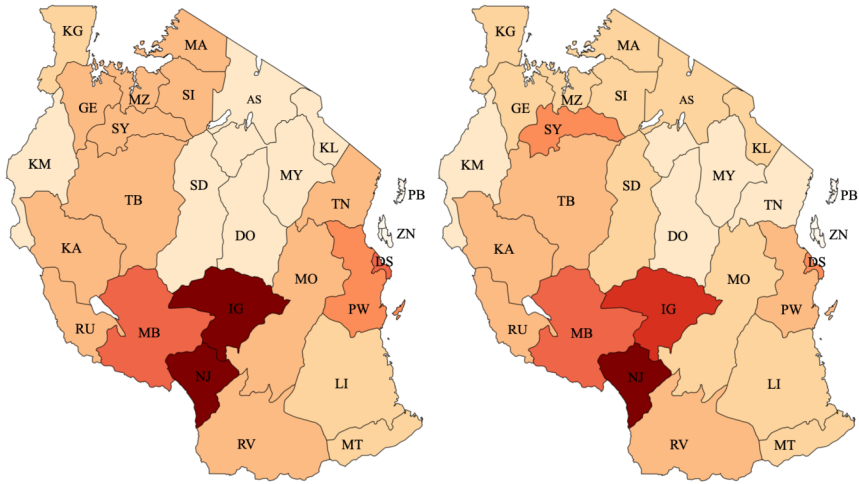 KG
MA
GE
MZ
SI
SY
AS
KM
KL
SD
MY
TB
TN
PB
DO
ZN
KA
DS
MO
IG
PW
RU
MB
NJ
LI
RV
MT
KG
MA
GE
MZ
SI
AS
SY
KL
KM
SD
MY
TB
TN
PB
DO
ZN
KA
DS
MO
IG
PW
RU
MB
NJ
LI
RV
MT